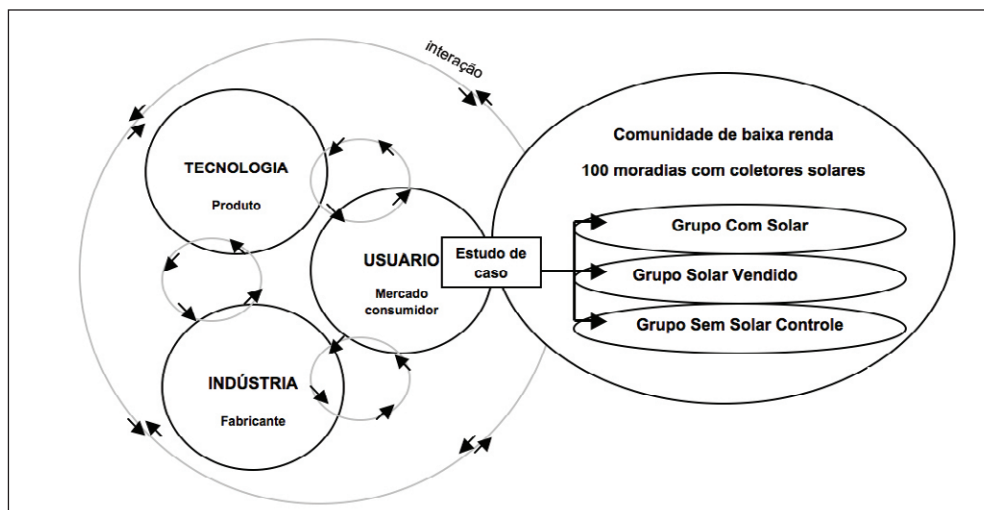 interação
TECNOLOGIA
Produto
USUARIO
Mercado
consumidor
INDÚSTRIA
Fabricante
Estudo de
caso
Comunidade de baixa renda
100 moradias com coletores solares
Grupo Com Solar
Grupo Solar Vendido
Grupo Sem Solar Controle